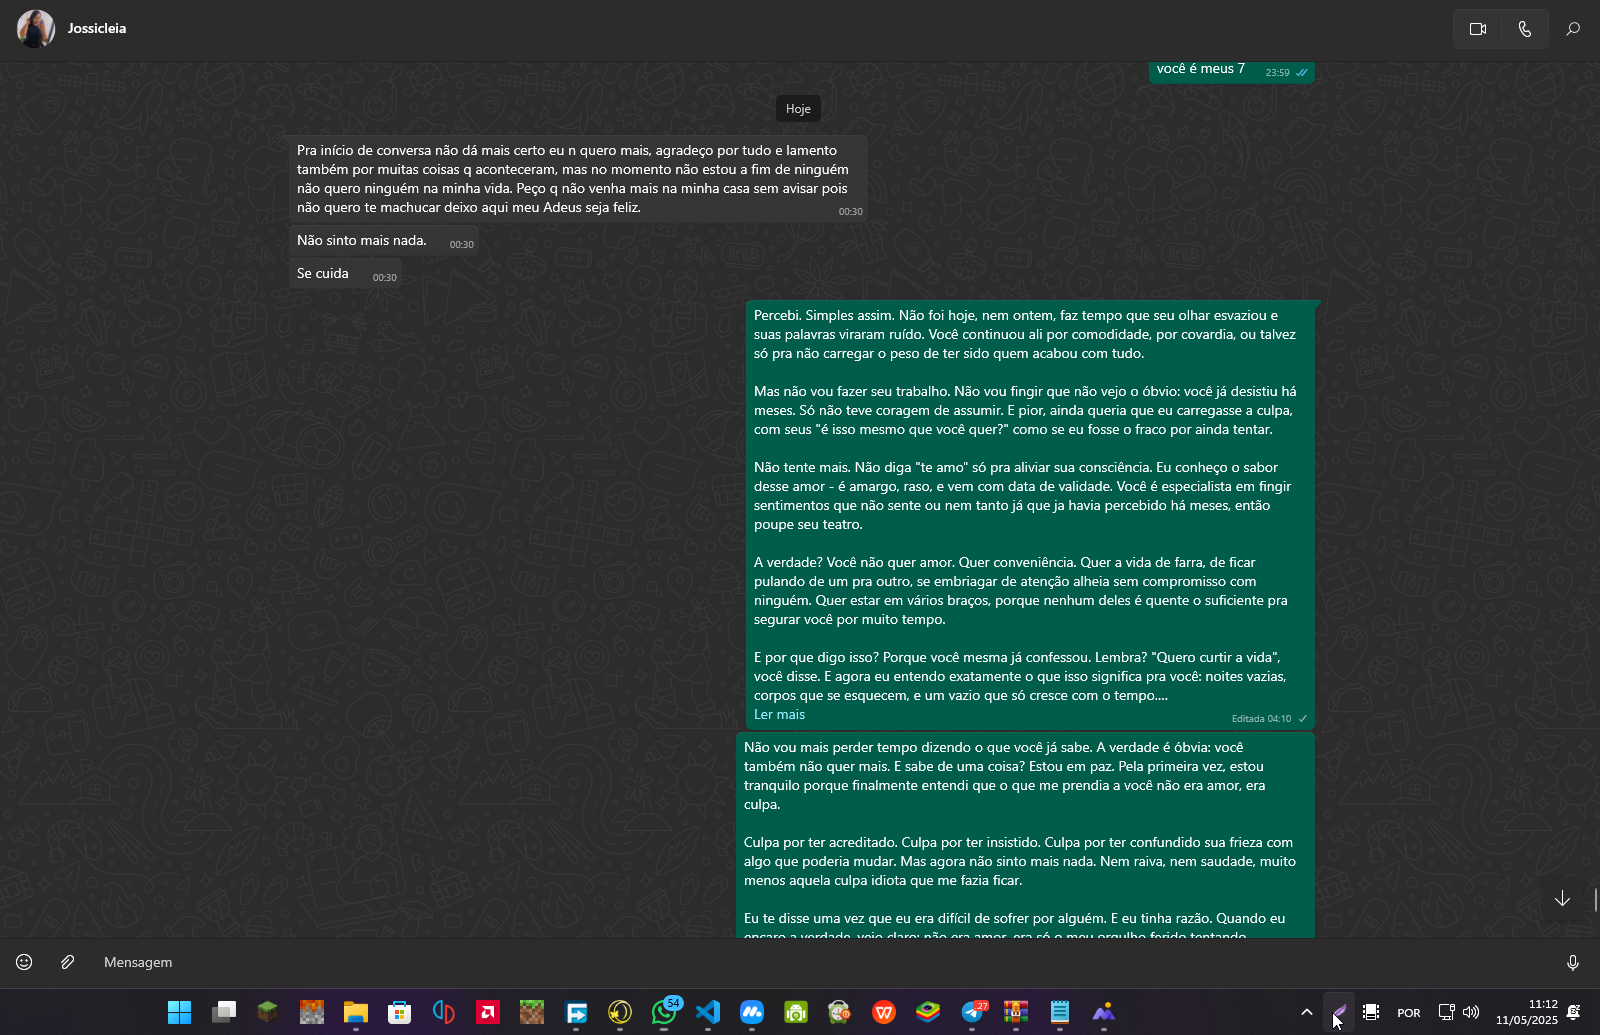 Jossicleia
você é meus 7 23:59
Hoje
Pra início de conversa não dá mais certo eu n quero mais, agradeço por tudo e lamento
também por muitas coisas q aconteceram, mas no momento não estou a fim de ninguém
não quero ninguém na minha vida. Peço q não venha mais na minha casa sem avisar pois
não quero te machucar deixo aqui meu Adeus seja feliz.
00:30
Não sinto mais nada. 00:30
Se cuida 00:30
Percebi. Simples assim. Não foi hoje, nem ontem, faz tempo que seu olhar esvaziou e
suas palavras viraram ruído. Você continuou ali por comodidade, por covardia, ou talvez
só pra não carregar o peso de ter sido quem acabou com tudo.
Mas não vou fazer seu trabalho. Não vou fingir que não vejo o óbvio: você já desistiu há
meses. Só não teve coragem de assumir. E pior, ainda queria que eu carregasse a culpa,
com seus "é isso mesmo que você quer?" como se eu fosse o fraco por ainda tentar.
Não tente mais. Não diga "te amo" só pra aliviar sua consciência. Eu conheço o sabor
desse amor - é amargo, raso, e vem com data de validade. Você é especialista em fingir
sentimentos que não sente ou nem tanto já que ja havia percebido há meses, então
poupe seu teatro.
A verdade? Você não quer amor. Quer conveniência. Quer a vida de farra, de ficar
pulando de um pra outro, se embriagar de atenção alheia sem compromisso com
ninguém. Quer estar em vários braços, porque nenhum deles é quente o suficiente pra
segurar você por muito tempo.
E por que digo isso? Porque você mesma já confessou. Lembra? "Quero curtir a vida",
você disse. E agora eu entendo exatamente o que isso significa pra você: noites vazias,
corpos que se esquecem, e um vazio que só cresce com o tempo....
Ler mais
Editada 04:10
Não vou mais perder tempo dizendo o que você já sabe. A verdade é óbvia: você
também não quer mais. E sabe de uma coisa? Estou em paz. Pela primeira vez, estou
tranquilo porque finalmente entendi que o que me prendia a você não era amor, era
culpa.
Culpa por ter acreditado. Culpa por ter insistido. Culpa por ter confundido sua frieza com
algo que poderia mudar. Mas agora não sinto mais nada. Nem raiva, nem saudade, muito
menos aquela culpa idiota que me fazia ficar.
Eu te disse uma vez que eu era difícil de sofrer por alguém. E eu tinha razão. Quando eu
encaro a verdade, vejo claro: não era amor, era só o meu orgulho ferido tentando
Mensagem
54
27
POR
11:12
11/05/2025